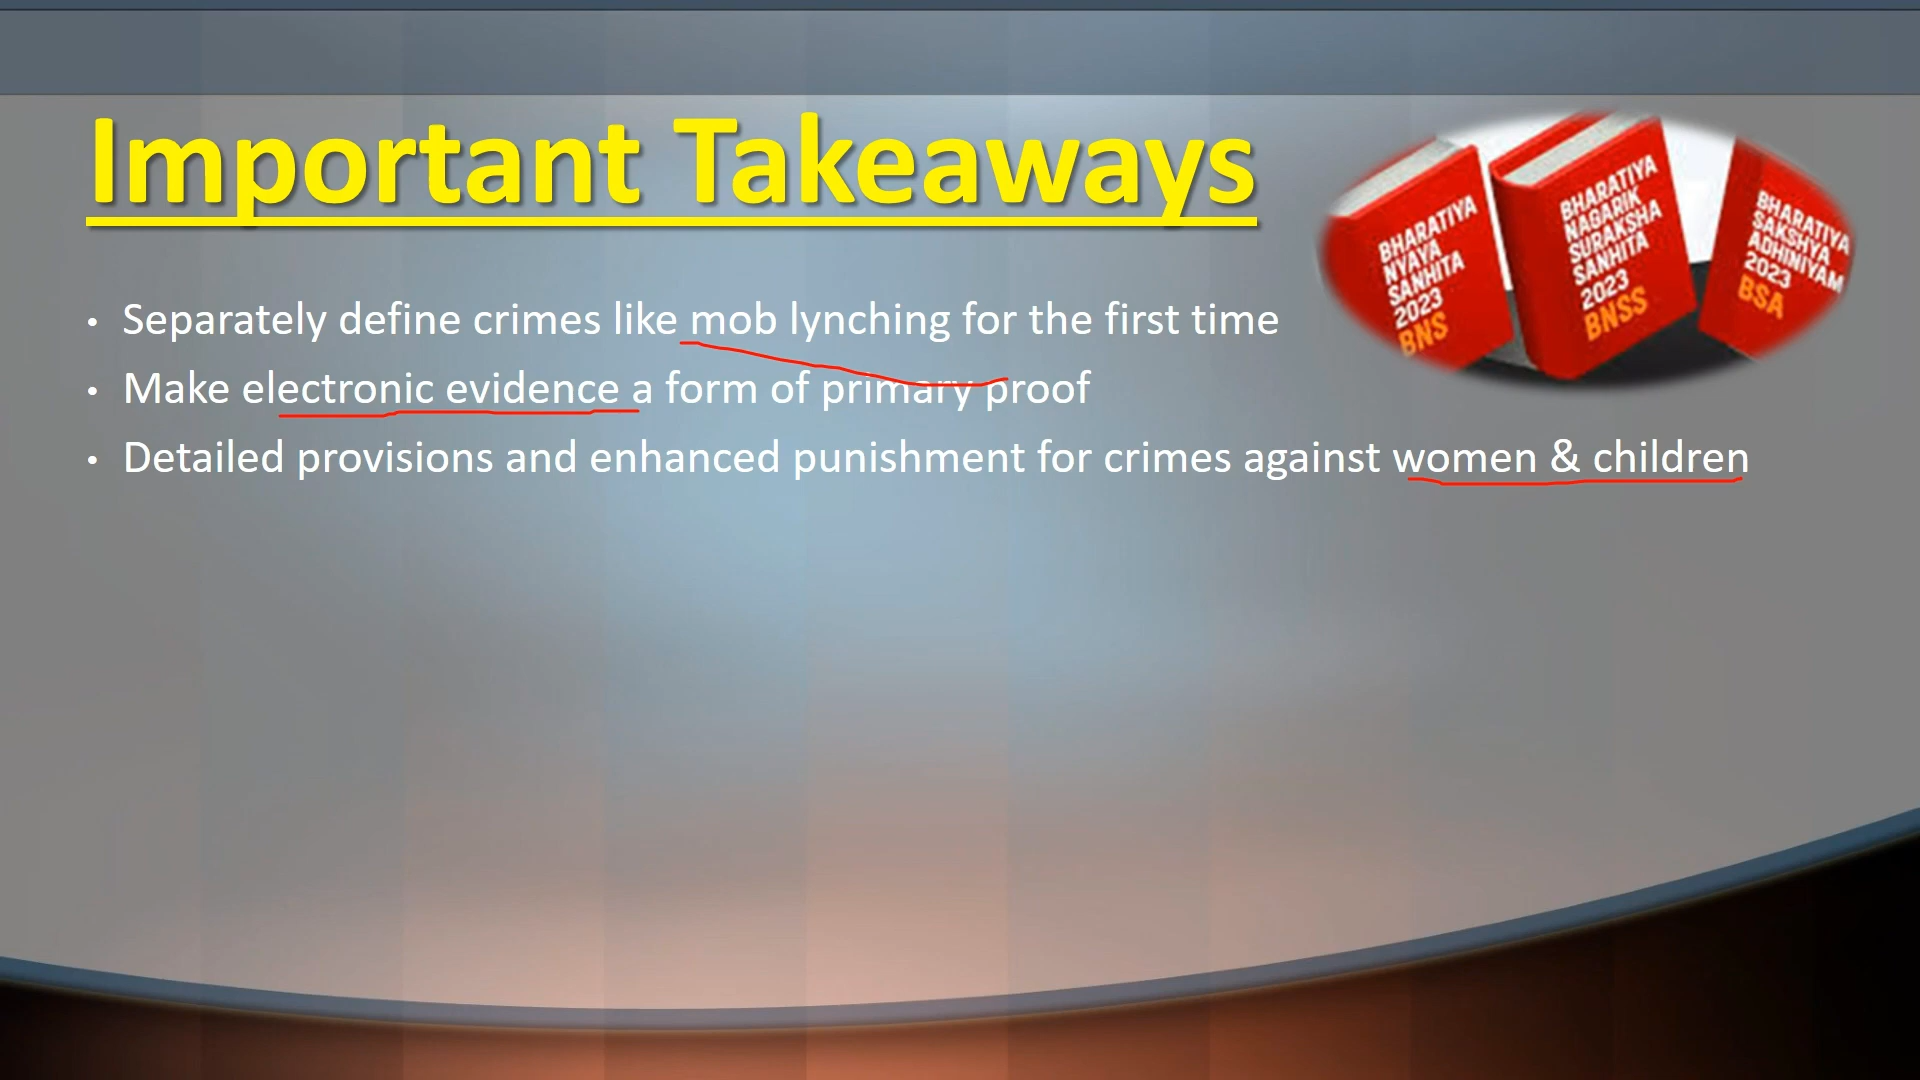 Important Takeaways
• Separately define crimes like mob lynching for the first time
• Make electronic evidence a form of primary proof
• Detailed provisions and enhanced punishment for crimes against women & children
BHARATIYA
NYAYA
SANHITA
2023
BNS
BHARATIYA
NAGARIK
SURAKSHA
SANHITA
2023
BNSS
BHARATIYA
SAKSHYA
ADHINIYAM
2023
BSA